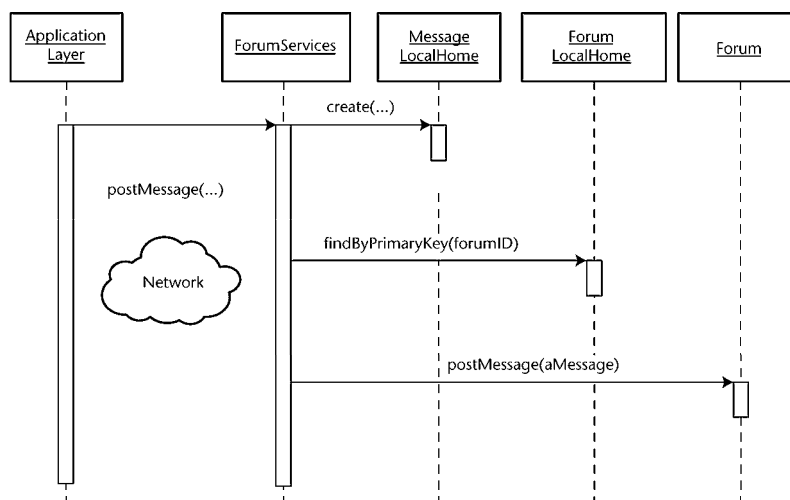 Application
Layer
ForumServices
Message
LocalHome
Forum
LocalHome
Forum
create(...)
postMessage(...)
findByPrimaryKey(forumID)
Network
postMessage(aMessage)